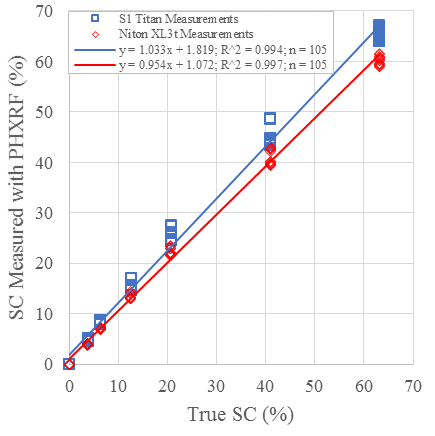 S1 Titan Measurements
Niton XL3t Measurements
y = 1.033x + 1.819; R^2 = 0.994; n = 105
y = 0.954x + 1.072; R^2 = 0.997; n = 105
SC Measured with PHXRF (%)
70
60
50
40
30
20
10
0
0 10 20 30 40 50 60 70
True SC (%)